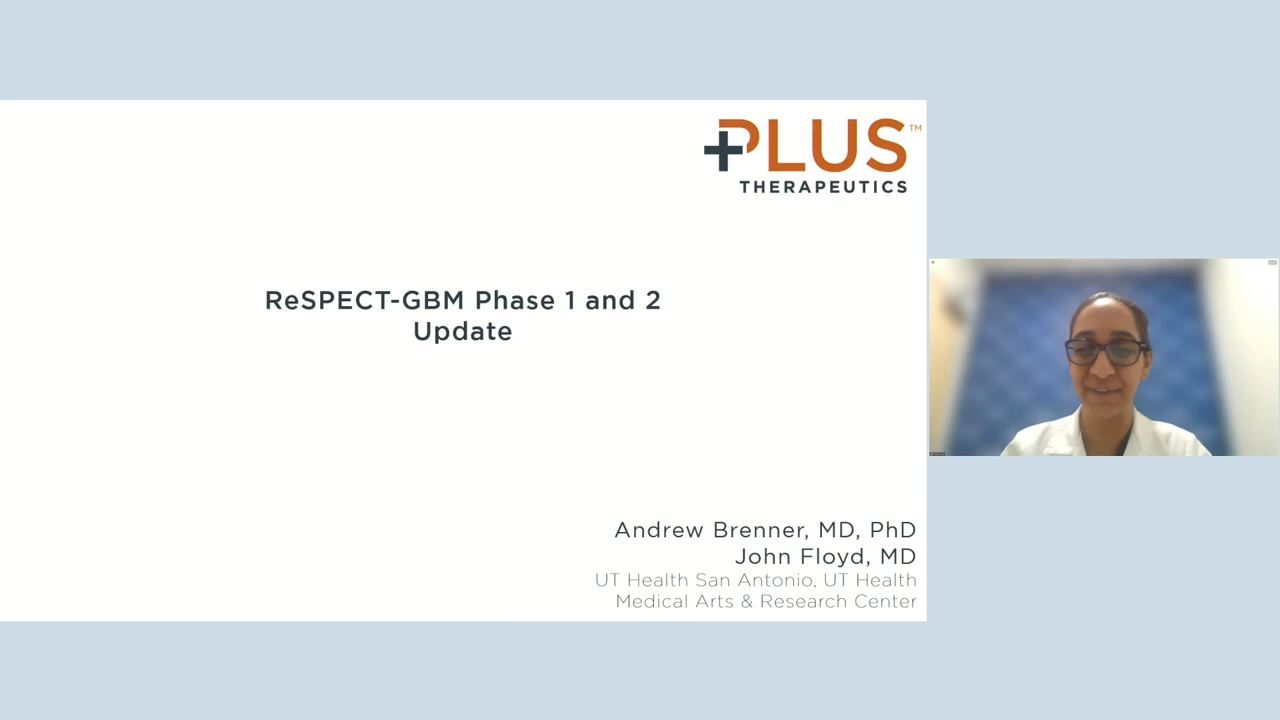 PLUS™
THERAPEUTICS
ReSPECT-GBM Phase 1 and 2
Update
Andrew Brenner, MD, PhD
John Floyd, MD
UT Health San Antonio, UT Health
Medical Arts & Research Center